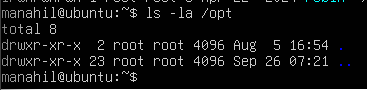 manahil@ubuntu:~$ ls -la /opt
total 8
drwxr-xr-x  2 root root 4096 Aug  5 16:54 .
drwxr-xr-x 23 root root 4096 Sep 26 07:21 ..
manahil@ubuntu:~$